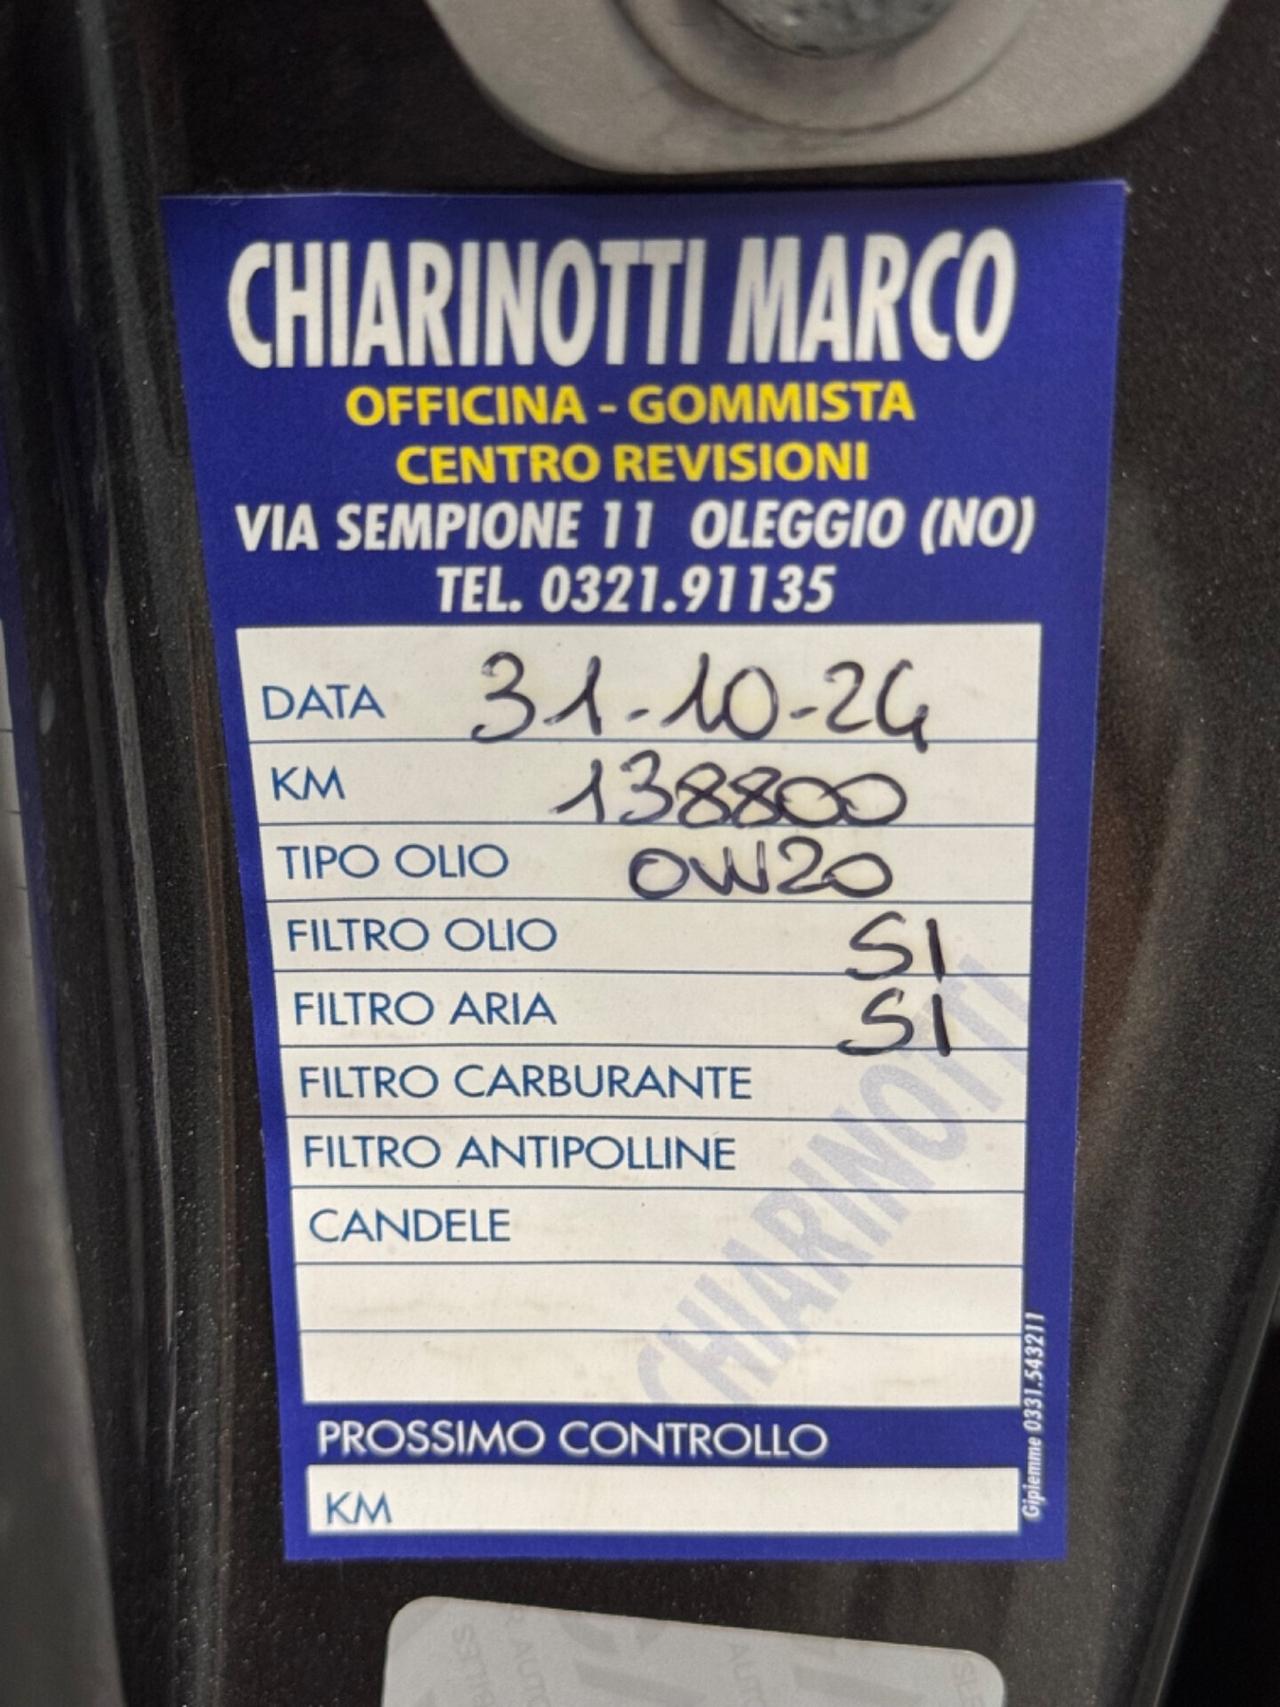 CHIARINOTTI MARCO
OFFICINA - GOMMISTA
CENTRO REVISIONI
VIA SEMPIONE 11 OLEGGIO (NO)
TEL. 0321.91135
DATA 31-10-24
KM 138800
TIPO OLIO 0W20
FILTRO OLIO SI
FILTRO ARIA SI
FILTRO CARBURANTE
FILTRO ANTIPOLLINE
CANDELE
CHIARINOTTI
PROSSIMO CONTROLLO
KM
Gipiemme 0331.543211